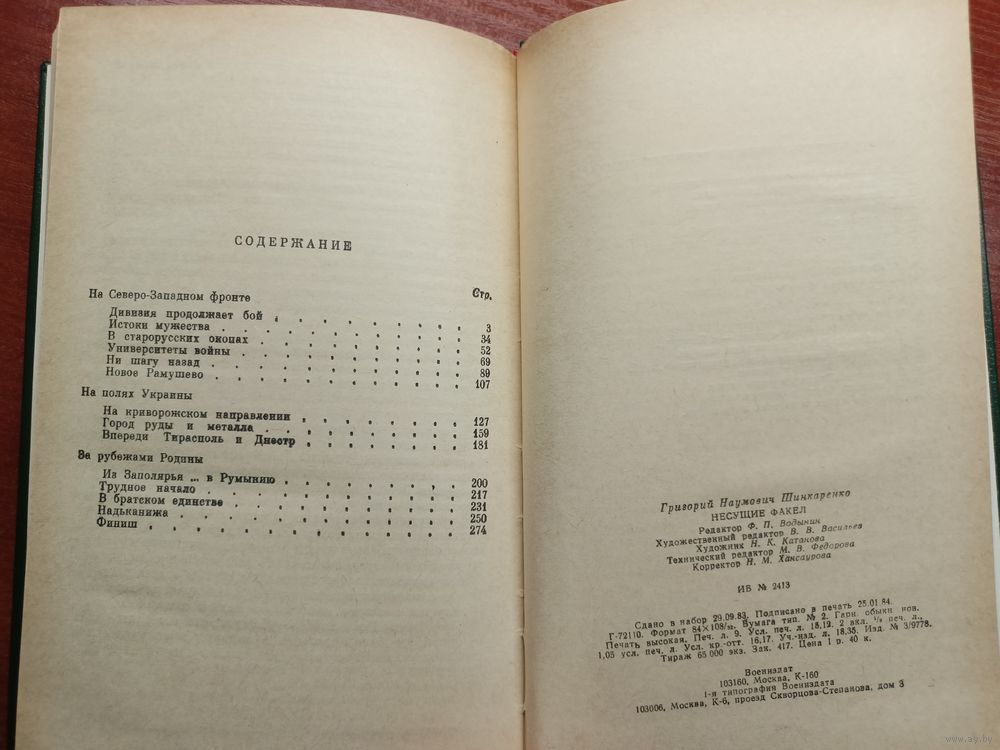 СОДЕРЖАНИЕ
Стр.
На Северо-Западном фронте
Дивизия продолжает бой . . . . . . . . 3
Истоки мужества . . . . . . . . . . 34
В старорусских окопах . . . . . . . . 52
Университеты войны . . . . . . . . . 69
Ни шагу назад . . . . . . . . . . . 89
Новое Рамушево . . . . . . . . . . 107
На полях Украины
На криворожском направлении . . . . . . 127
Город руды и металла . . . . . . . . 159
Впереди Тирасполь и Днестр . . . . . . 181
За рубежами Родины
Из Заполярья ... в Румынию . . . . . . 200
Трудное начало . . . . . . . . . . 217
В братском единстве . . . . . . . . 231
Надьканижа . . . . . . . . . . . 250
Финиш . . . . . . . . . . . . . 274
Григорий Наумович Шинкаренко
НЕСУЩИЕ ФАКЕЛ
Редактор Ф. П. Водынин
Художественный редактор В. В. Васильев
Художник Н. К. Катанова
Технический редактор М. В. Федорова
Корректор Н. М. Хансаурова
ИБ № 2413
Сдано в набор 29.09.83. Подписано в печать 25.01.84.
Г-72110. Формат 84×108/32. Бумага тип. № 2. Гарн. обыкн. нов.
Печать высокая. Печ. л. 9. Усл. печ. л. 15,12. 2 вкл. печ. л.,
1,05 усл. печ. л. Усл. кр.-отт. 16,17. Уч.-изд. л. 18,35. Изд. № 3/9778.
Тираж 65 000 экз. Зак. 417. Цена 1 р. 40 к.
Воениздат
103160, Москва, К-160
1-я типография Воениздата
103006, Москва, К-6, проезд Скворцова-Степанова, дом 3
www.ay.by